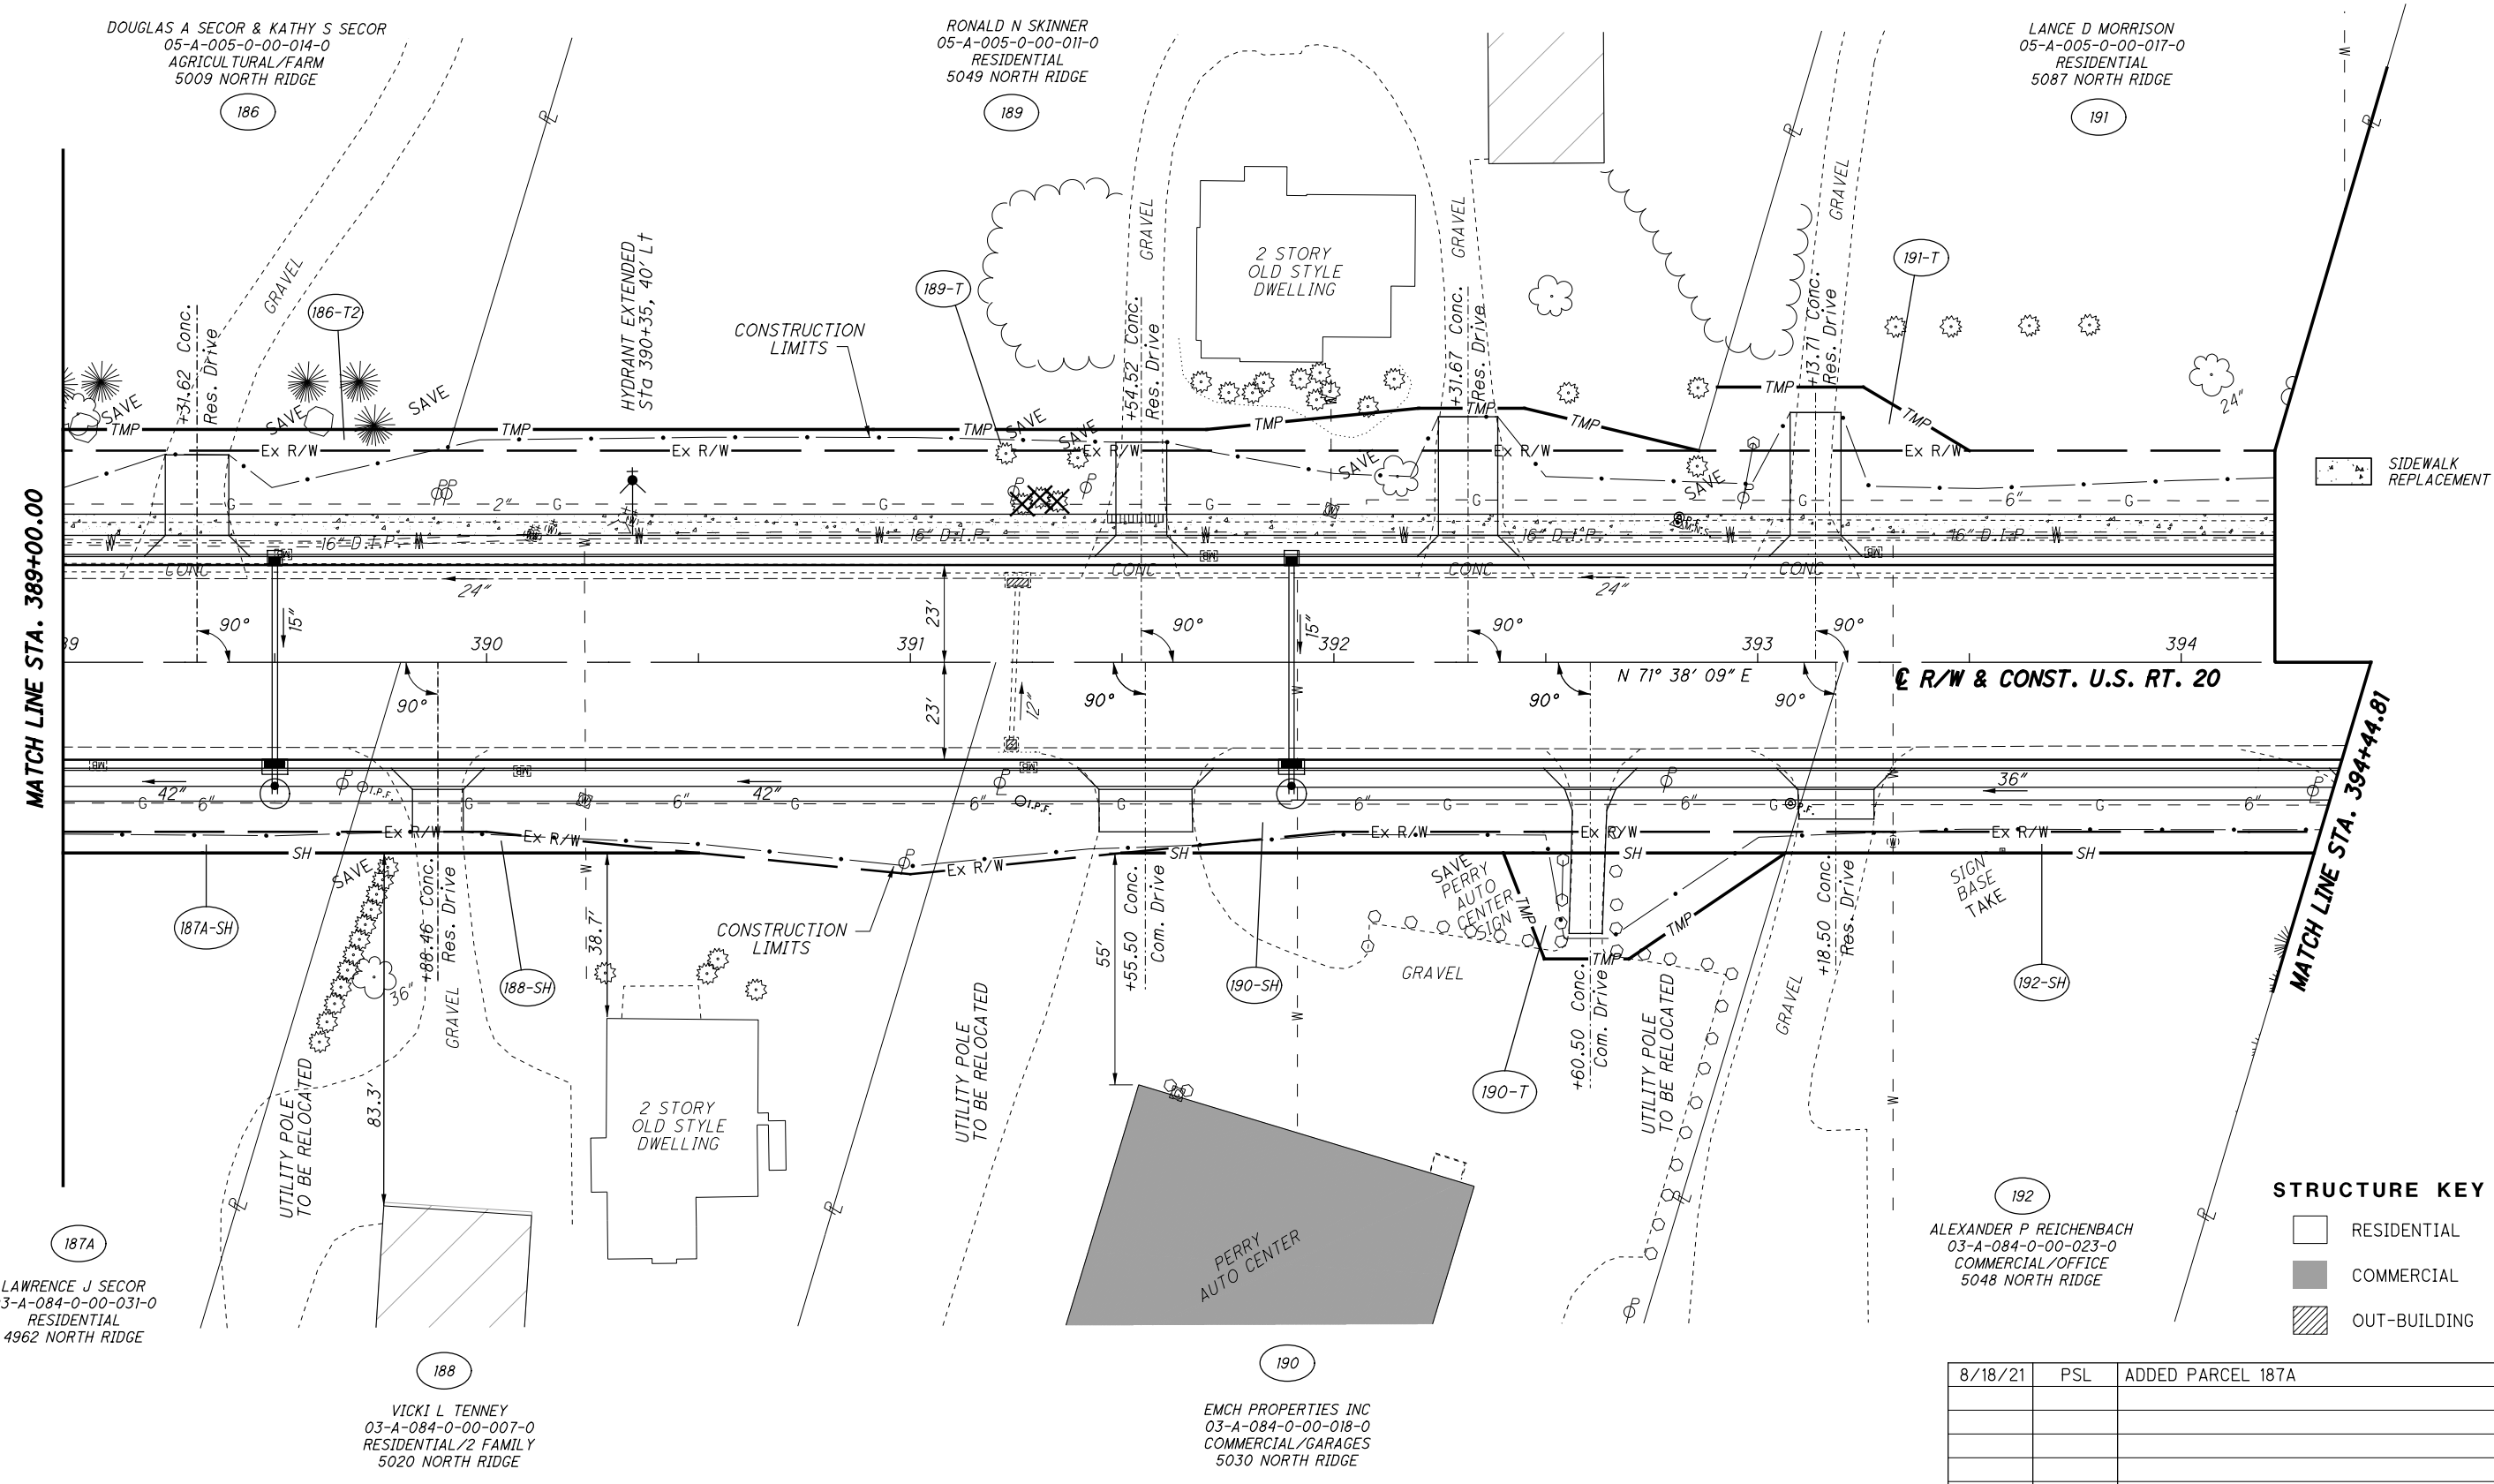 DOUGLAS A SECOR & KATHY S SECOR
05-A-005-0-00-014-0
AGRICULTURAL/FARM
5009 NORTH RIDGE
186
RONALD N SKINNER
05-A-005-0-00-011-0
RESIDENTIAL
5049 NORTH RIDGE
189
LANCE D MORRISON
05-A-005-0-00-017-0
RESIDENTIAL
5087 NORTH RIDGE
191
MATCH LINE STA. 389+00.00
GRAVEL
+31.62 Conc.
Res. Drive
186-T2
HYDRANT EXTENDED
Sta 390+35, 40' Lt
CONSTRUCTION
LIMITS
189-T
GRAVEL
+54.52 Conc.
Res. Drive
2 STORY
OLD STYLE
DWELLING
GRAVEL
+31.67 Conc.
Res. Drive
GRAVEL
+13.71 Conc.
Res. Drive
191-T
24"
W
SAVE
SAVE
SAVE
SAVE
SAVE
SAVE
SAVE
TMP
TMP
TMP
TMP
TMP
TMP
TMP
TMP
Ex R/W
Ex R/W
Ex R/W
Ex R/W
Ex R/W
SIDEWALK
REPLACEMENT
G
2"
G
G
G
G
6"
G
W
16" D.I.P.
W
W
W
16" D.I.P.
W
W
16" D.I.P.
W
16" D.I.P.
W
CONC
CONC
CONC
CONC
24"
24"
15"
15"
90°
90°
90°
90°
23'
23'
89
390
391
392
393
394
N 71° 38' 09" E
℄ R/W & CONST. U.S. RT. 20
90°
90°
90°
90°
12"
42"
42"
36"
G
6"
I.P.F.
6"
G
6"
I.P.F.
G
6"
G
6"
G
P.F.
G
6"
Ex R/W
Ex R/W
Ex R/W
Ex R/W
Ex R/W
Ex R/W
SH
SH
SH
SH
MATCH LINE STA. 394+44.81
187A-SH
SAVE
36"
+88.46 Conc.
Res. Drive
GRAVEL
188-SH
38.7'
83.3'
CONSTRUCTION
LIMITS
UTILITY POLE
TO BE RELOCATED
2 STORY
OLD STYLE
DWELLING
UTILITY POLE
TO BE RELOCATED
55'
+55.50 Conc.
Com. Drive
190-SH
SAVE
PERRY
AUTO
CENTER
SIGN
GRAVEL
TMP
TMP
TMP
190-T
+60.50 Conc.
Com. Drive
UTILITY POLE
TO BE RELOCATED
GRAVEL
+18.50 Conc.
Res. Drive
SIGN
BASE
TAKE
192-SH
PERRY
AUTO CENTER
187A
LAWRENCE J SECOR
3-A-084-0-00-031-0
RESIDENTIAL
4962 NORTH RIDGE
188
VICKI L TENNEY
03-A-084-0-00-007-0
RESIDENTIAL/2 FAMILY
5020 NORTH RIDGE
190
EMCH PROPERTIES INC
03-A-084-0-00-018-0
COMMERCIAL/GARAGES
5030 NORTH RIDGE
192
ALEXANDER P REICHENBACH
03-A-084-0-00-023-0
COMMERCIAL/OFFICE
5048 NORTH RIDGE
STRUCTURE KEY
RESIDENTIAL
COMMERCIAL
OUT-BUILDING
8/18/21 PSL ADDED PARCEL 187A